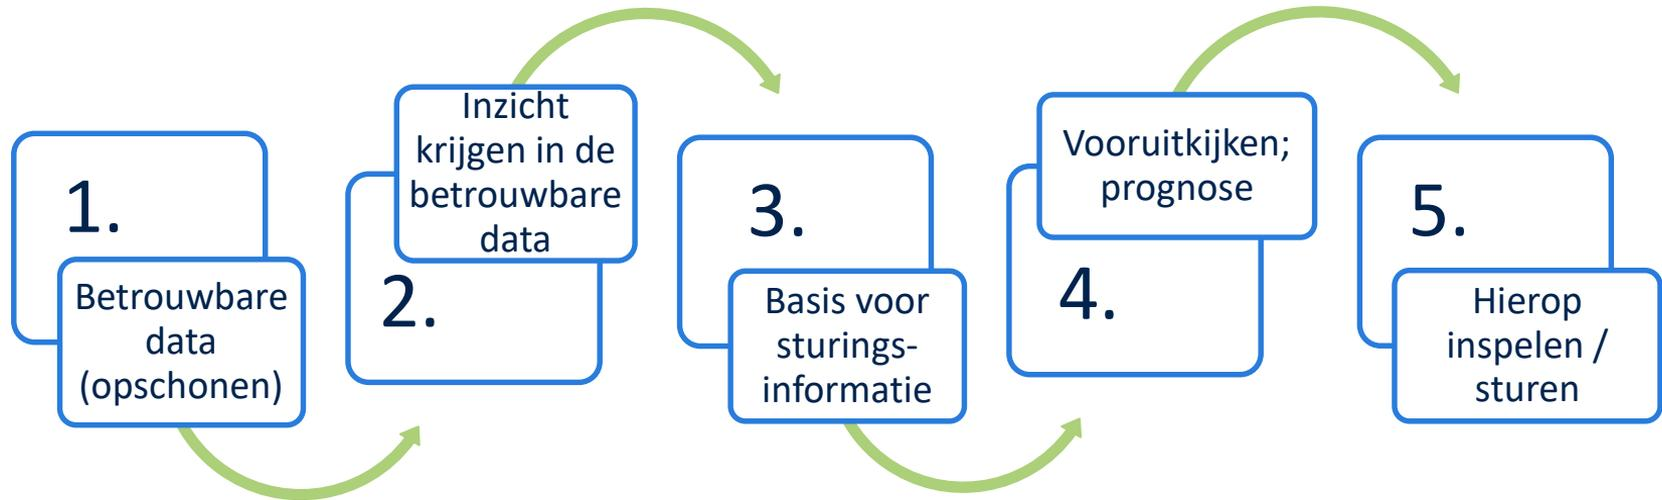 1.
Betrouwbare
data
(opschonen)
Inzicht
krijgen in de
betrouwbare
data
2.
3.
Basis voor
sturings-
informatie
Vooruitkijken;
prognose
4.
5.
Hierop
inspelen /
sturen